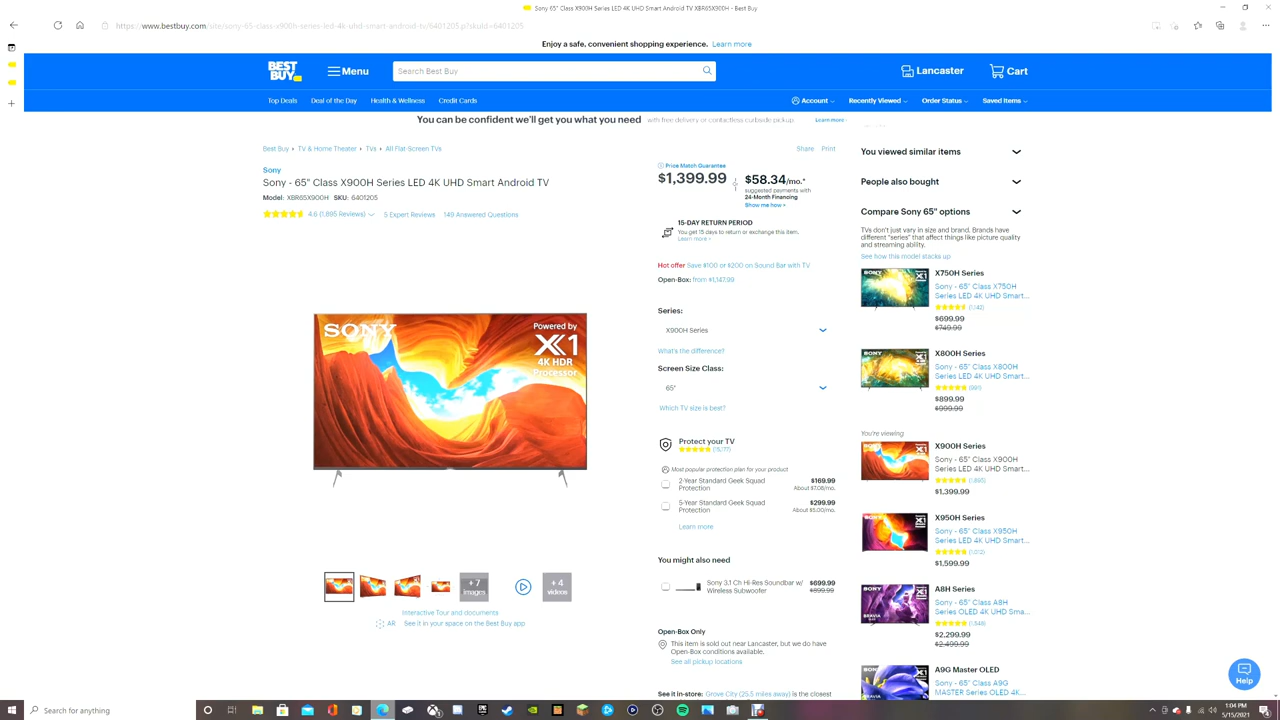 Sony 65" Class X900H Series LED 4K UHD Smart Android TV XBR65X900H - Best Buy
https://www.bestbuy.com/site/sony-65-class-x900h-series-led-4k-uhd-smart-android-tv/6401205.p?skuId=6401205
Enjoy a safe, convenient shopping experience. Learn more
BEST BUY
Menu
Search Best Buy
Lancaster
Cart
Top Deals Deal of the Day Health & Wellness Credit Cards
Account Recently Viewed Order Status Saved Items
You can be confident we'll get you what you need with free delivery or contactless curbside pickup. Learn more ›
Best Buy › TV & Home Theater › TVs › All Flat-Screen TVs
Share Print
Sony
Sony - 65" Class X900H Series LED 4K UHD Smart Android TV
Model: XBR65X900H SKU: 6401205
4.6 (1,895 Reviews) 5 Expert Reviews 149 Answered Questions
SONY
Powered by
X1
4K HDR
Processor
+ 7
images
+ 4
videos
Interactive Tour and documents
AR See it in your space on the Best Buy app
Price Match Guarantee
$1,399.99
$58.34/mo.*
suggested payments with
24-Month Financing
Show me how ›
15-DAY RETURN PERIOD
You get 15 days to return or exchange this item.
Learn more ›
Hot offer Save $100 or $200 on Sound Bar with TV
Open-Box: from $1,147.99
Series:
X900H Series
What's the difference?
Screen Size Class:
65"
Which TV size is best?
Protect your TV
(15,177)
Most popular protection plan for your product
2-Year Standard Geek Squad
Protection
$169.99
About $7.08/mo.
5-Year Standard Geek Squad
Protection
$299.99
About $5.00/mo.
Learn more
You might also need
Sony 3.1 Ch Hi-Res Soundbar w/
Wireless Subwoofer
$699.99
$899.99
Open-Box Only
This item is sold out near Lancaster, but we do have
Open-Box conditions available.
See all pickup locations
See it in-store: Grove City (25.5 miles away) is the closest
You viewed similar items
People also bought
Compare Sony 65" options
TVs don't just vary in size and brand. Brands have
different "series" that affect things like picture quality
and streaming ability.
See how this model stacks up
X750H Series
Sony - 65" Class X750H
Series LED 4K UHD Smart...
(1,142)
$699.99
$749.99
X800H Series
Sony - 65" Class X800H
Series LED 4K UHD Smart...
(991)
$899.99
$999.99
You're viewing
X900H Series
Sony - 65" Class X900H
Series LED 4K UHD Smart...
(1,895)
$1,399.99
X950H Series
Sony - 65" Class X950H
Series LED 4K UHD Smart...
(1,012)
$1,599.99
A8H Series
Sony - 65" Class A8H
Series OLED 4K UHD Sma...
(1,548)
$2,299.99
$2,499.99
A9G Master OLED
Sony - 65" Class A9G
MASTER Series OLED 4K...
Help
Search for anything
1:04 PM
5/15/2021